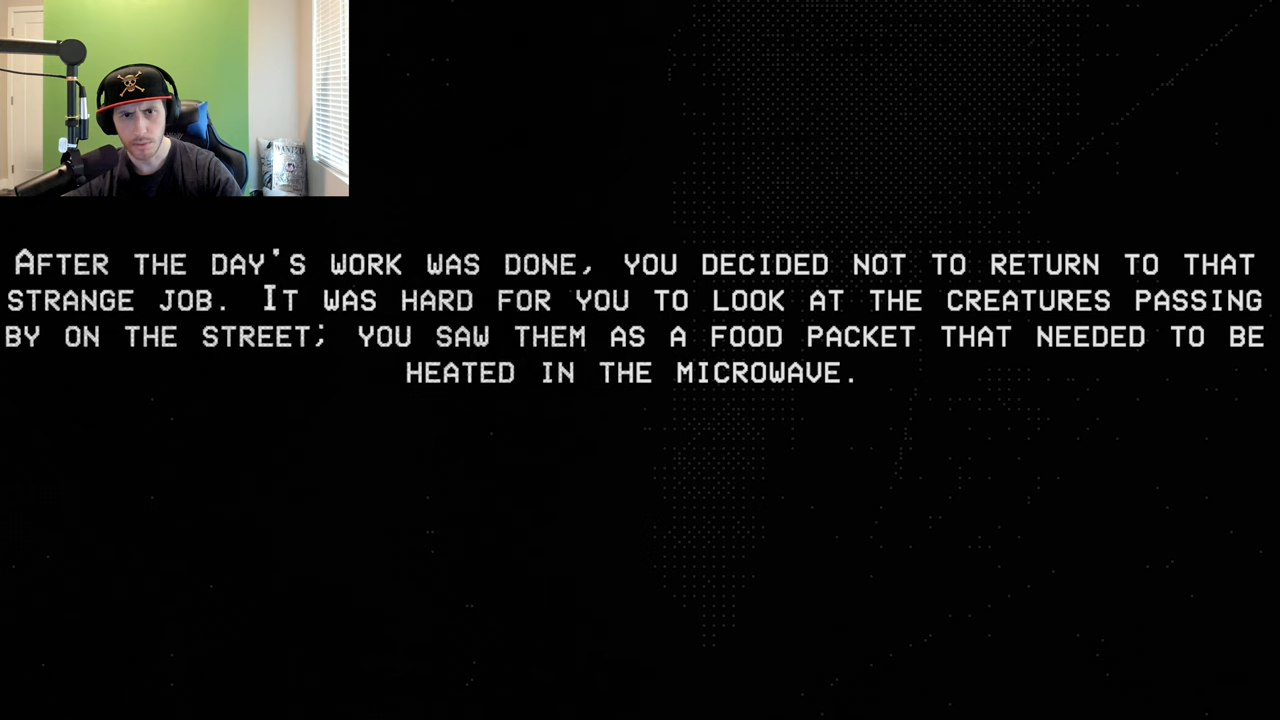 WANTED
After the day's work was done, you decided not to return to that
strange job. It was hard for you to look at the creatures passing
by on the street; you saw them as a food packet that needed to be
heated in the microwave.